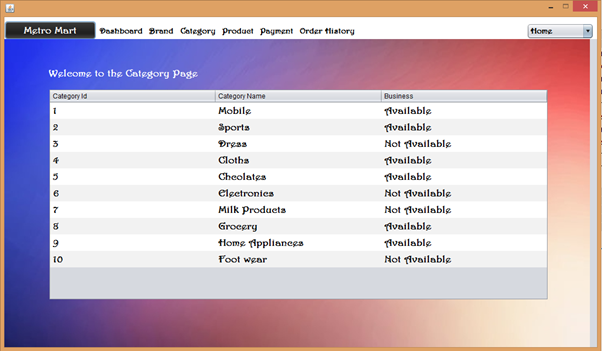 Metro Mart Dashboard Brand Category Product Payment Order History Home
Welcome to the Category Page
Category Id Category Name Business
1 Mobile Available
2 Sports Available
3 Dress Not Available
4 Cloths Available
5 Chcolates Available
6 Electronics Not Available
7 Milk Products Not Available
8 Grocery Available
9 Home Appliances Available
10 Foot wear Not Available